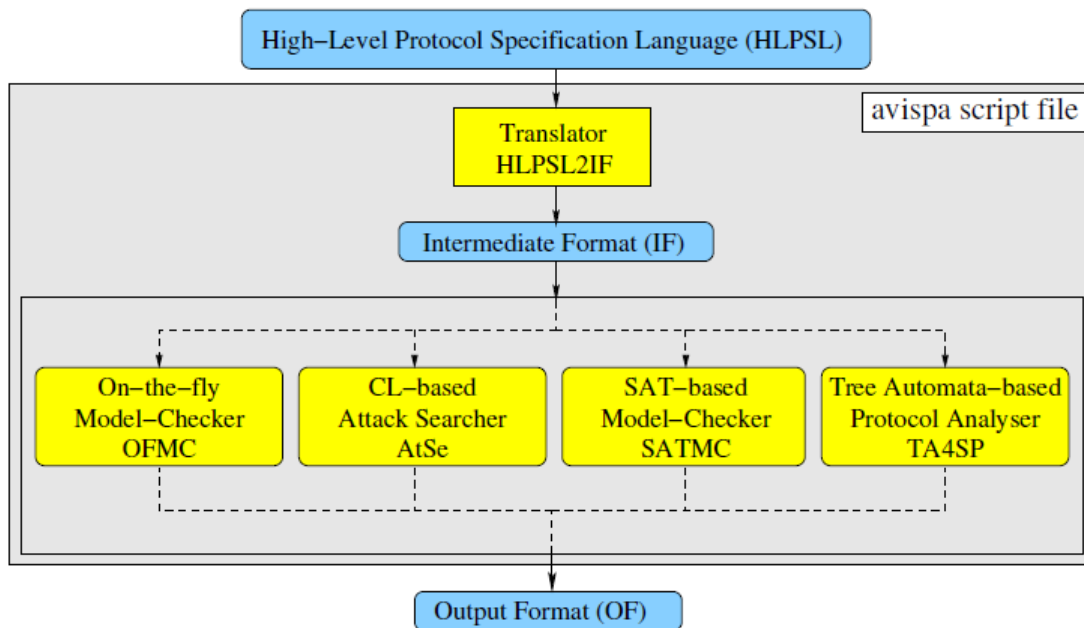 High−Level Protocol Specification Language (HLPSL)
avispa script file
Translator
HLPSL2IF
Intermediate Format (IF)
On−the−fly
Model−Checker
OFMC
CL−based
Attack Searcher
AtSe
SAT−based
Model−Checker
SATMC
Tree Automata−based
Protocol Analyser
TA4SP
Output Format (OF)